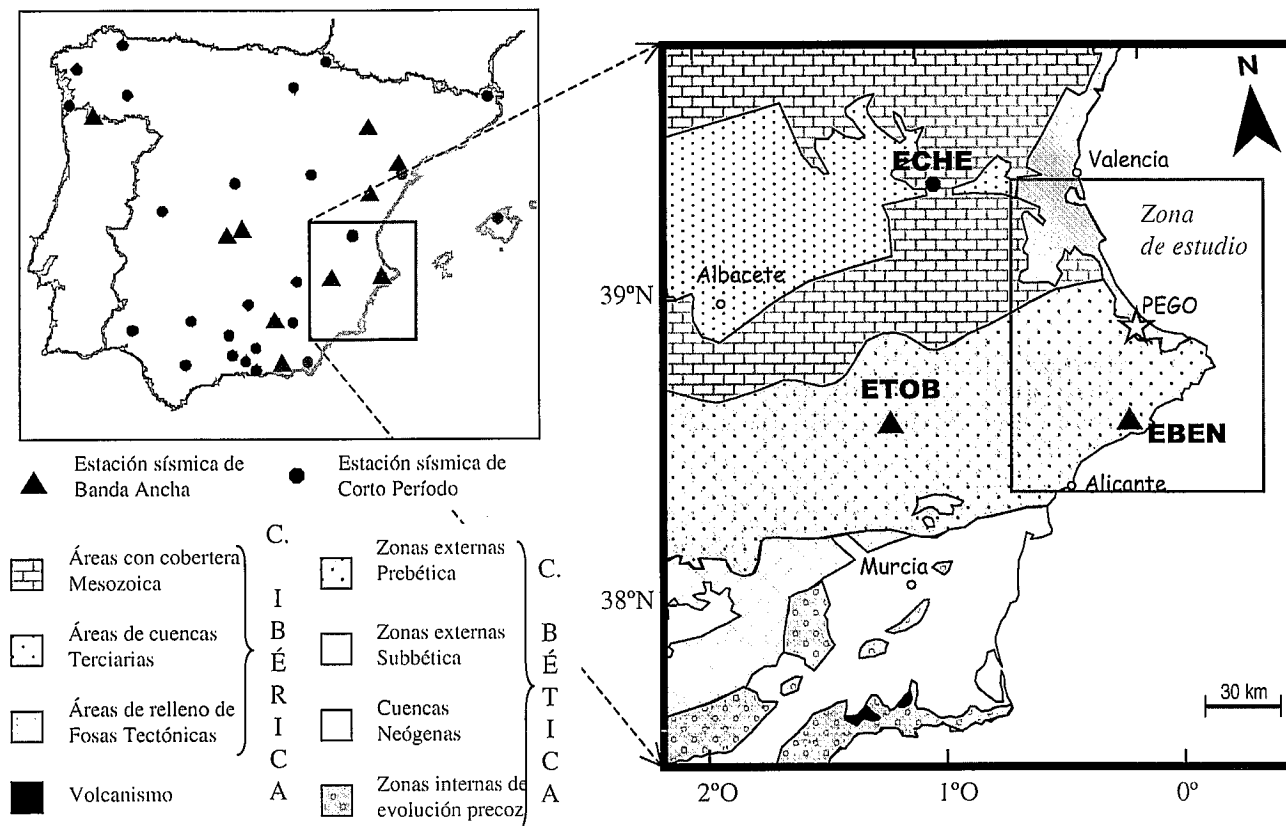 Estación sísmica de
Banda Ancha
Estación sísmica de
Corto Período
Áreas con cobertera
Mesozoica
Áreas de cuencas
Terciarias
Áreas de relleno de
Fosas Tectónicas
Volcanismo
C. IBÉRICA
Zonas externas
Prebética
Zonas externas
Subbética
Cuencas
Neógenas
Zonas internas de
evolución precoz
C. BÉTICA
N
ECHE
Valencia
Zona
de estudio
Albacete
39ºN
PEGO
ETOB
EBEN
Alicante
Murcia
38ºN
30 km
2ºO
1ºO
0º